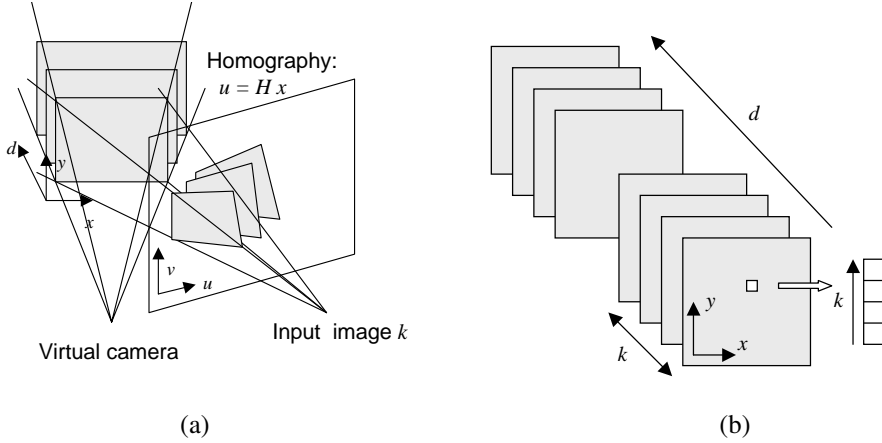 Homography:
u = H x
d
y
x
v
u
Virtual camera
Input image k
(a)
d
k
y
x
k
(b)